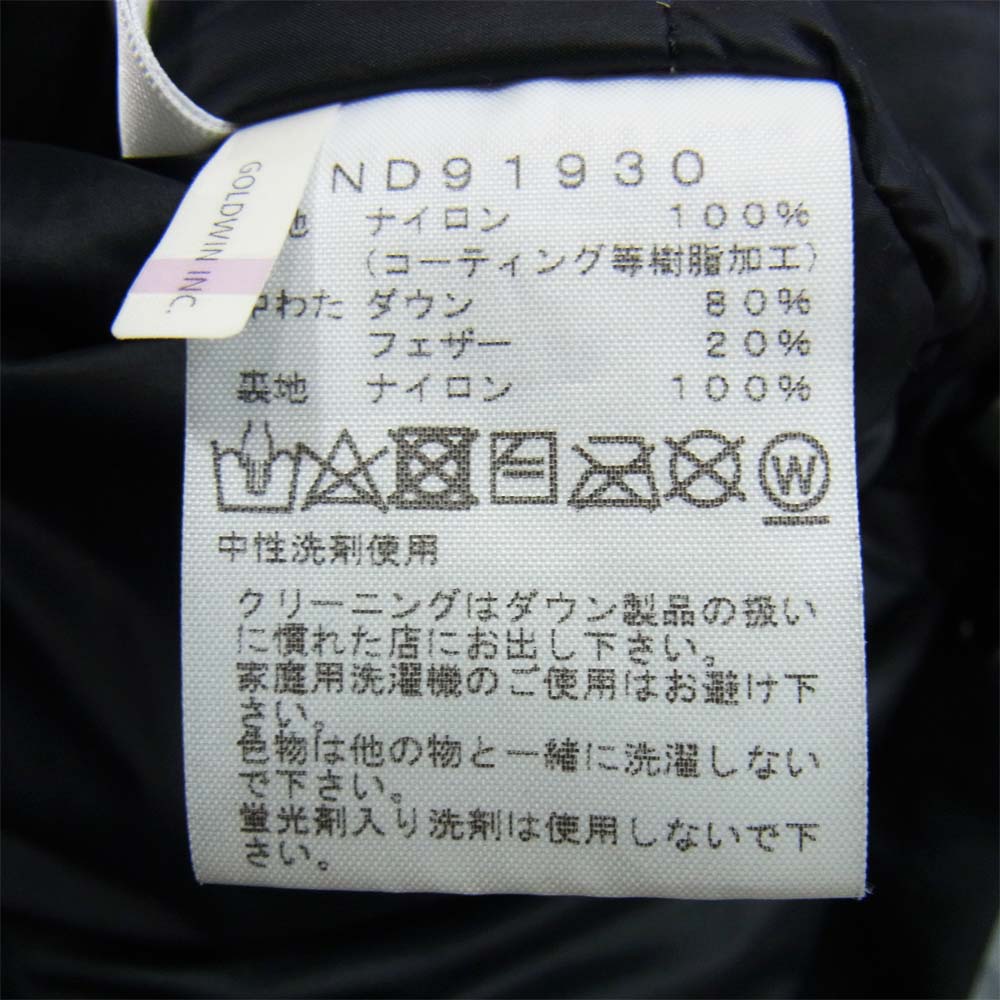 GOLDWIN INC.
ND91930
地 ナイロン 100%
(コーティング等樹脂加工)
中わた ダウン 80%
フェザー 20%
裏地 ナイロン 100%
W
中性洗剤使用
クリーニングはダウン製品の扱い
に慣れた店にお出し下さい。
家庭用洗濯機のご使用はお避け下
さい。
色物は他の物と一緒に洗濯しない
で下さい。
蛍光剤入り洗剤は使用しないで下
さい。